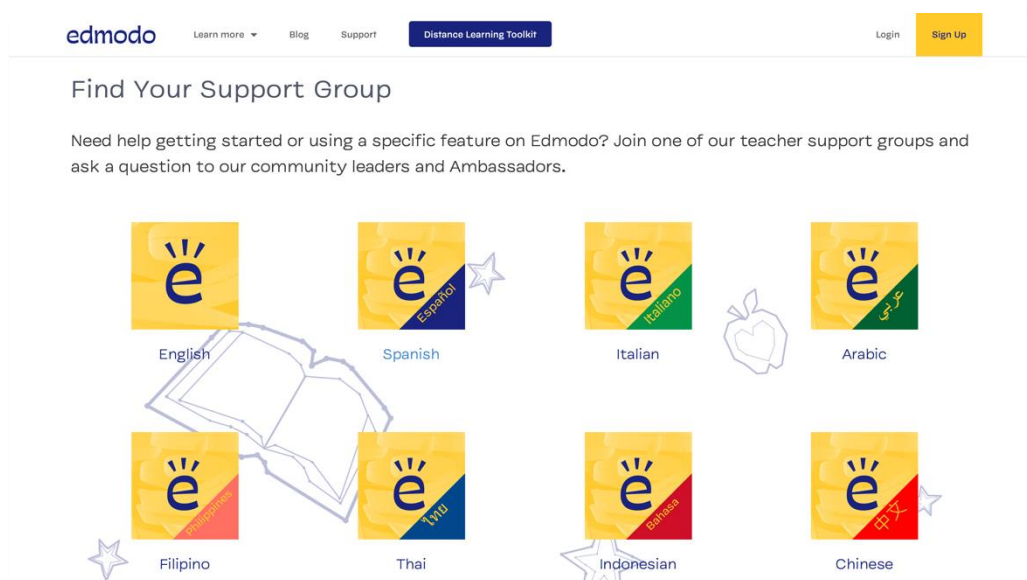 edmodo Learn more Blog Support Distance Learning Toolkit Login Sign Up
Find Your Support Group
Need help getting started or using a specific feature on Edmodo? Join one of our teacher support groups and
ask a question to our community leaders and Ambassadors.
ë ë Español ë Italiano ë عربي
English Spanish Italian Arabic
ë Philippines ë ไทย ë Bahasa ë 中文
Filipino Thai Indonesian Chinese